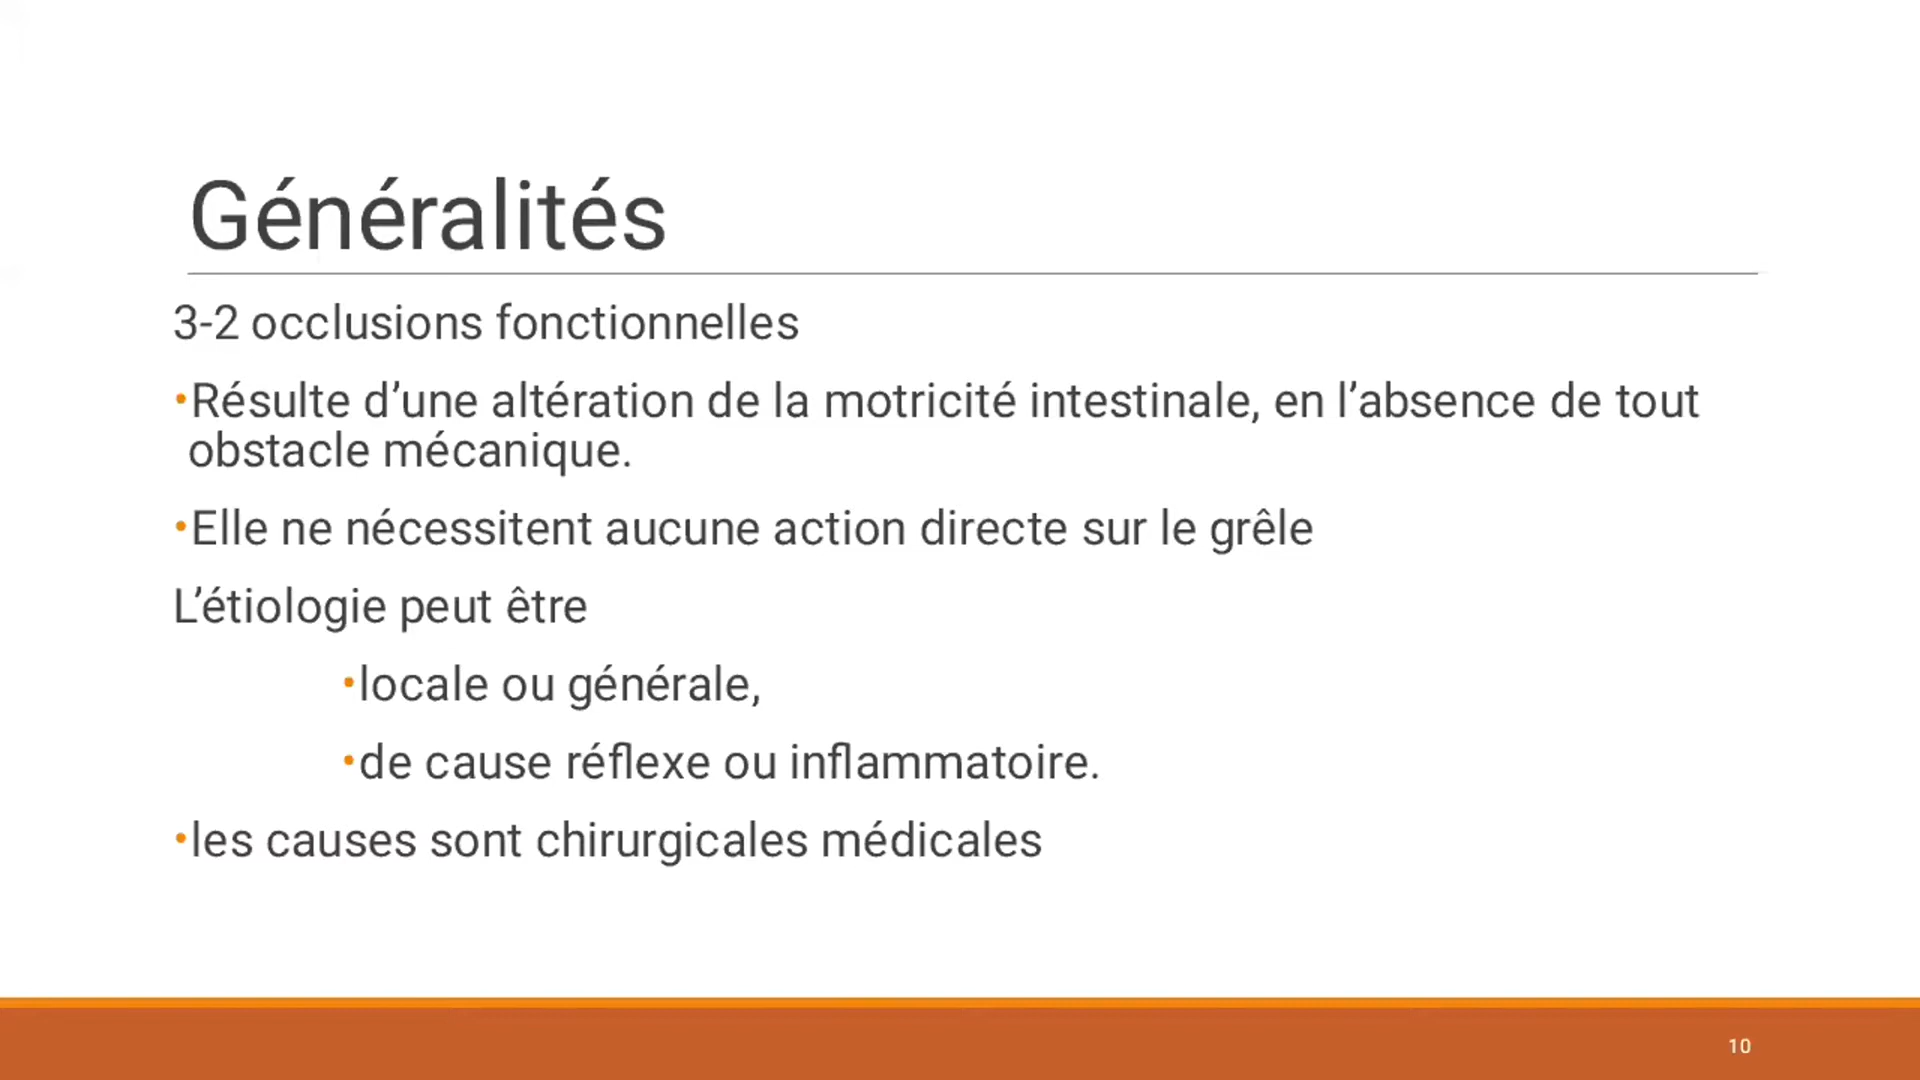 Généralités
3-2 occlusions fonctionnelles
•Résulte d’une altération de la motricité intestinale, en l’absence de tout
obstacle mécanique.
•Elle ne nécessitent aucune action directe sur le grêle
L’étiologie peut être
•locale ou générale,
•de cause réflexe ou inflammatoire.
•les causes sont chirurgicales médicales
10